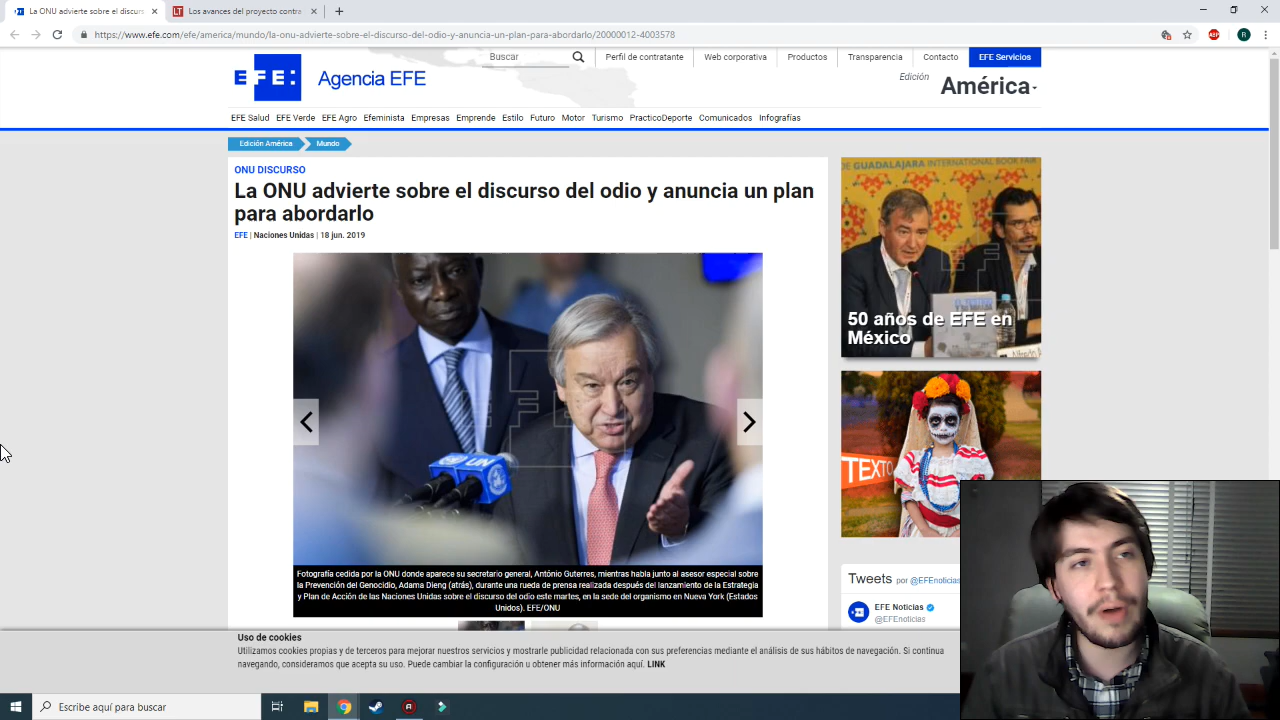 La ONU advierte sobre el discurs
Los avances del proyecto contra
https://www.efe.com/efe/america/mundo/la-onu-advierte-sobre-el-discurso-del-odio-y-anuncia-un-plan-para-abordarlo/20000012-4003578
ABP
R
EFE:
Agencia EFE
Buscar
Perfil de contratante
Web corporativa
Productos
Transparencia
Contacto
EFE Servicios
Edición
América
EFE Salud EFE Verde EFE Agro Efeminista Empresas Emprende Estilo Futuro Motor Turismo PracticoDeporte Comunicados Infografías
Edición América
Mundo
ONU DISCURSO
La ONU advierte sobre el discurso del odio y anuncia un plan
para abordarlo
EFE | Naciones Unidas | 18 jun. 2019
UN
Fotografía cedida por la ONU donde aparece su secretario general, António Guterres, mientras habla junto al asesor especial sobre
la Prevención del Genocidio, Adama Dieng (atrás), durante una rueda de prensa realizada después del lanzamiento de la Estrategia
y Plan de Acción de las Naciones Unidas sobre el discurso del odio este martes, en la sede del organismo en Nueva York (Estados
Unidos). EFE/ONU
DE GUADALAJARA INTERNATIONAL BOOK FAIR
50 años de EFE en
México
TEXTO
Tweets por @EFEnoticias
EFE Noticias
@EFEnoticias
Uso de cookies
Utilizamos cookies propias y de terceros para mejorar nuestros servicios y mostrarle publicidad relacionada con sus preferencias mediante el análisis de sus hábitos de navegación. Si continua
navegando, consideramos que acepta su uso. Puede cambiar la configuración u obtener más información aquí. LINK
Escribe aquí para buscar